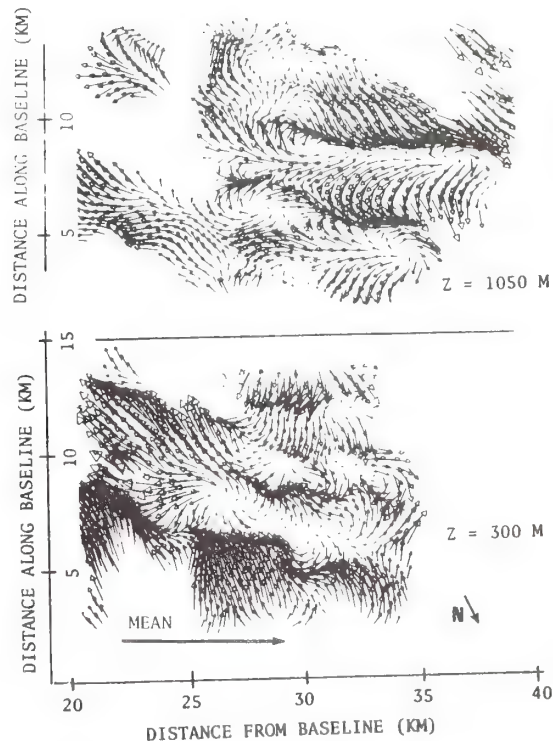 DISTANCE ALONG BASELINE (KM)
10
5
Z = 1050 M
DISTANCE ALONG BASELINE (KM)
15
10
5
Z = 300 M
MEAN
N
20
25
30
35
40
DISTANCE FROM BASELINE (KM)